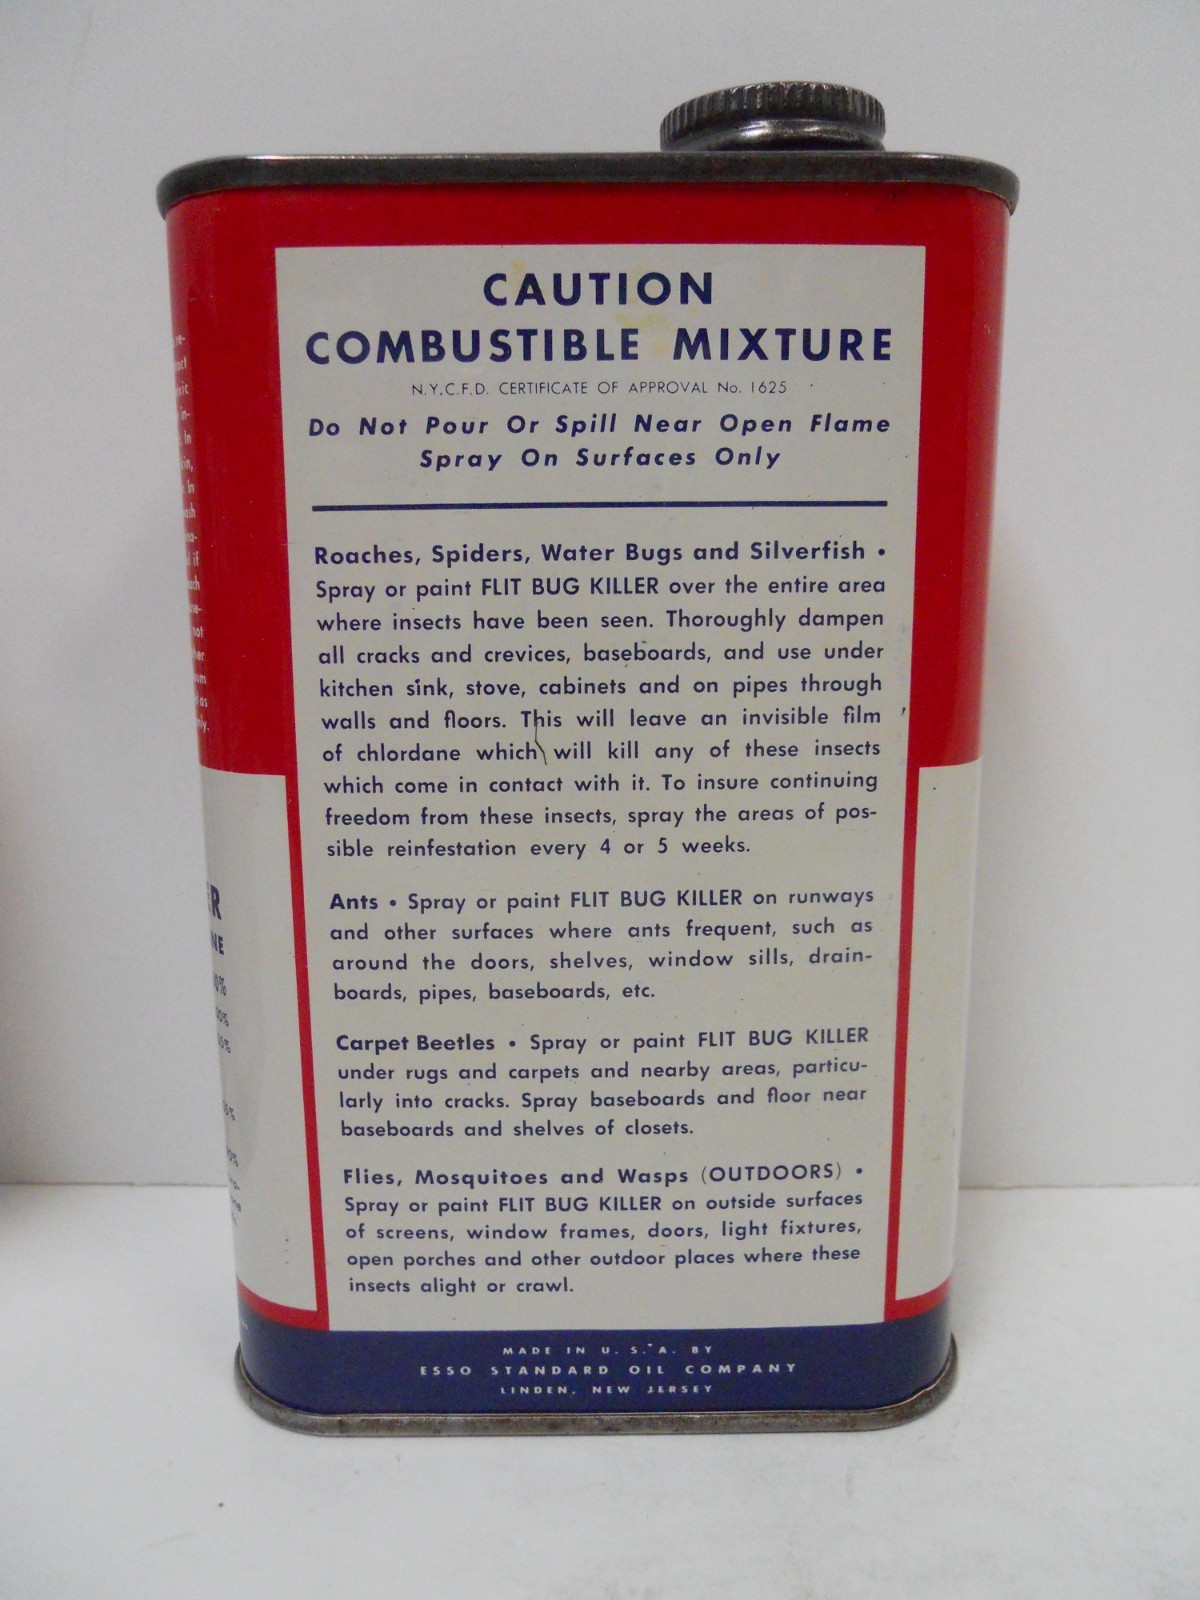 CAUTION
COMBUSTIBLE MIXTURE
N.Y.C.F.D. CERTIFICATE OF APPROVAL No. 1625
Do Not Pour Or Spill Near Open Flame
Spray On Surfaces Only
Roaches, Spiders, Water Bugs and Silverfish •
Spray or paint FLIT BUG KILLER over the entire area
where insects have been seen. Thoroughly dampen
all cracks and crevices, baseboards, and use under
kitchen sink, stove, cabinets and on pipes through
walls and floors. This will leave an invisible film
of chlordane which will kill any of these insects
which come in contact with it. To insure continuing
freedom from these insects, spray the areas of pos-
sible reinfestation every 4 or 5 weeks.
Ants • Spray or paint FLIT BUG KILLER on runways
and other surfaces where ants frequent, such as
around the doors, shelves, window sills, drain-
boards, pipes, baseboards, etc.
Carpet Beetles • Spray or paint FLIT BUG KILLER
under rugs and carpets and nearby areas, particu-
larly into cracks. Spray baseboards and floor near
baseboards and shelves of closets.
Flies, Mosquitoes and Wasps (OUTDOORS) •
Spray or paint FLIT BUG KILLER on outside surfaces
of screens, window frames, doors, light fixtures,
open porches and other outdoor places where these
insects alight or crawl.
MADE IN U. S. A. BY
ESSO STANDARD OIL COMPANY
LINDEN, NEW JERSEY